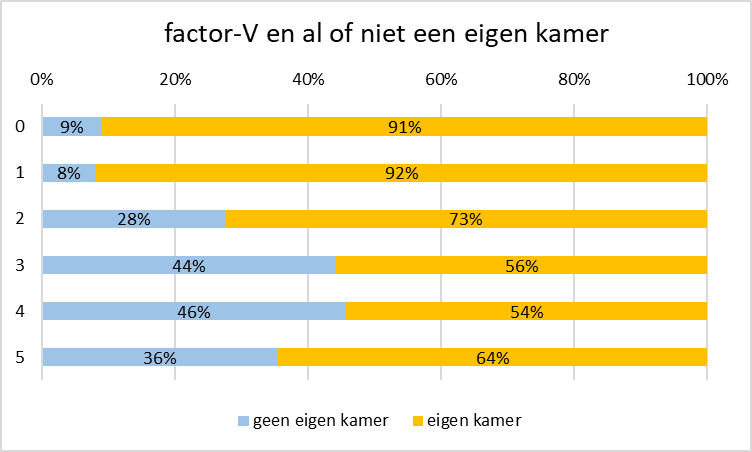 factor-V en al of niet een eigen kamer
0% 20% 40% 60% 80% 100%
0 9% 91%
1 8% 92%
2 28% 73%
3 44% 56%
4 46% 54%
5 36% 64%
geen eigen kamer eigen kamer